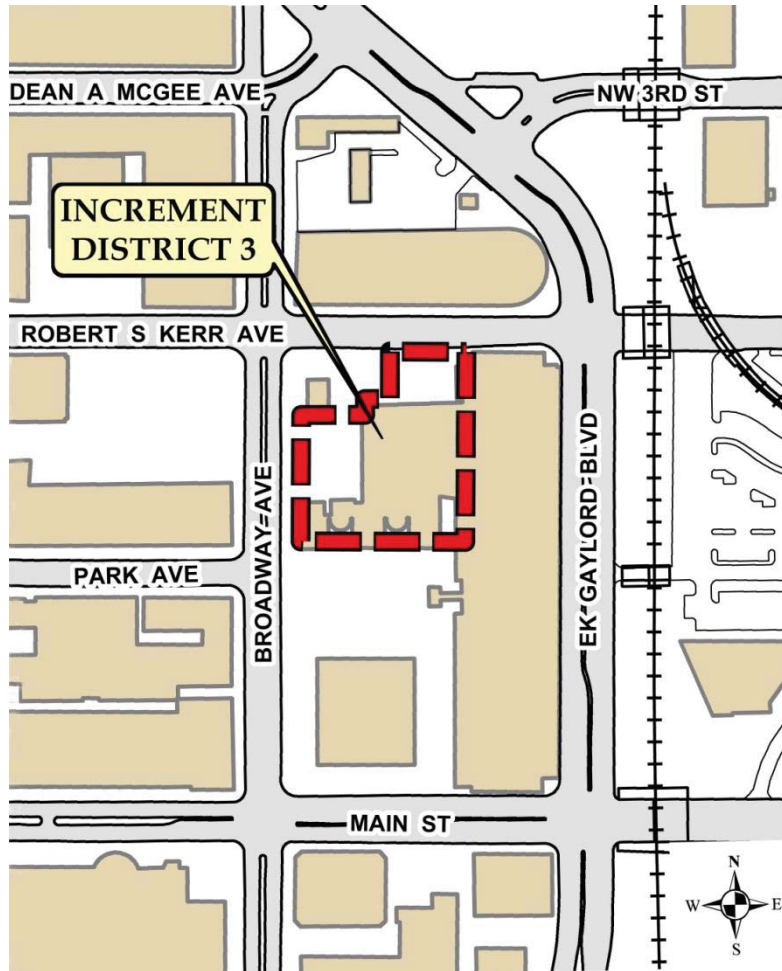 DEAN A MCGEE AVE
NW 3RD ST
INCREMENT
DISTRICT 3
ROBERT S KERR AVE
BROADWAY AVE
EK GAYLORD BLVD
PARK AVE
MAIN ST
N
W E
S